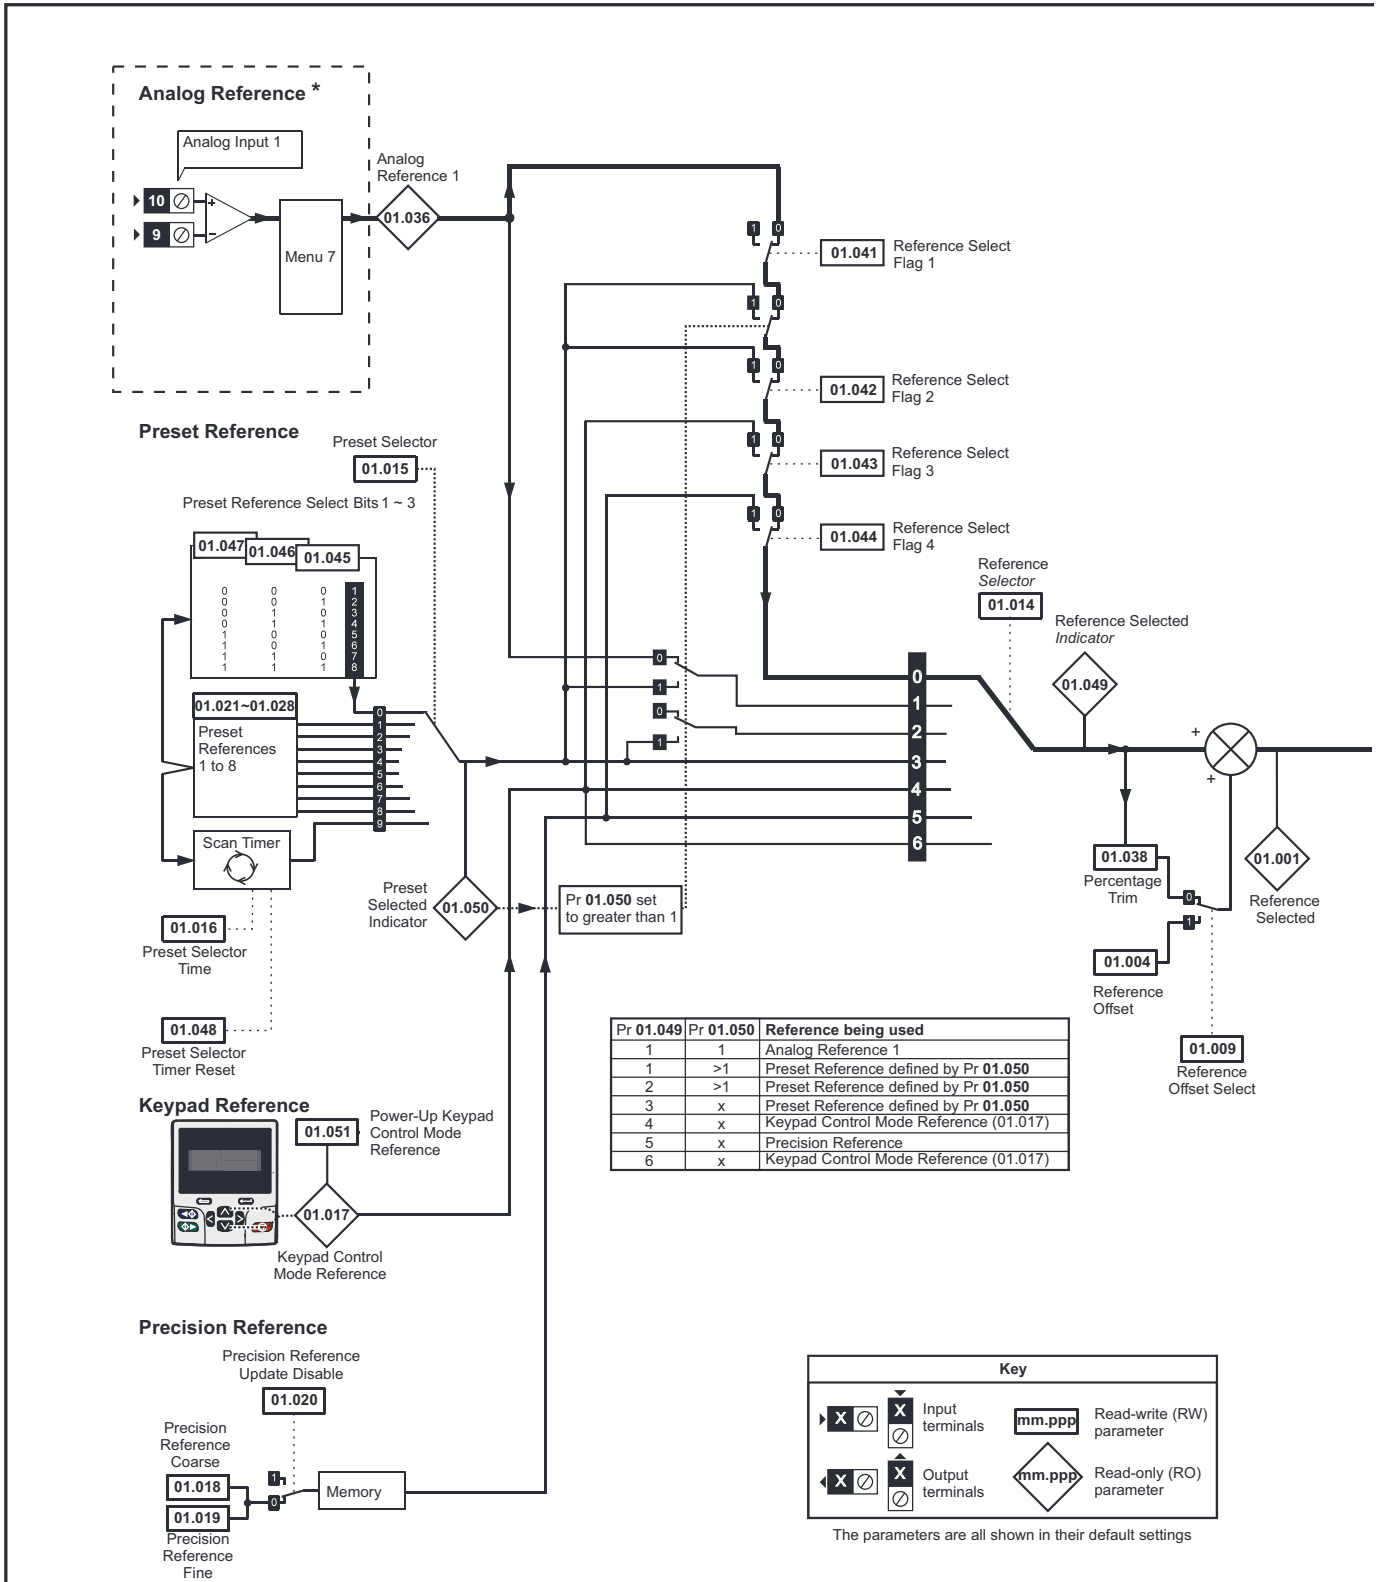 Analog Reference *
Analog Input 1
10
+
9
−
Menu 7
Analog
Reference 1
01.036
1 0
01.041
Reference Select
Flag 1
1 0
1 0
01.042
Reference Select
Flag 2
1 0
01.043
Reference Select
Flag 3
1 0
01.044
Reference Select
Flag 4
Preset Reference
Preset Selector
01.015
Preset Reference Select Bits 1 ~ 3
01.047 01.046 01.045
0 0 0 1
0 0 1 2
0 1 0 3
0 1 1 4
1 0 0 5
1 0 1 6
1 1 0 7
1 1 1 8
01.021~01.028
Preset
References
1 to 8
0
1
2
3
4
5
6
7
8
9
Scan Timer
01.016
Preset Selector
Time
01.048
Preset Selector
Timer Reset
Preset
Selected
Indicator
01.050
Pr 01.050 set
to greater than 1
0
1
0
1
0
1
2
3
4
5
6
Reference
Selector
01.014
Reference Selected
Indicator
01.049
+
+
01.038
Percentage
Trim
0
1
01.004
Reference
Offset
01.001
Reference
Selected
01.009
Reference
Offset Select
Pr 01.049 Pr 01.050 Reference being used
1 1 Analog Reference 1
1 >1 Preset Reference defined by Pr 01.050
2 >1 Preset Reference defined by Pr 01.050
3 x Preset Reference defined by Pr 01.050
4 x Keypad Control Mode Reference (01.017)
5 x Precision Reference
6 x Keypad Control Mode Reference (01.017)
Keypad Reference
01.051
Power-Up Keypad
Control Mode
Reference
01.017
Keypad Control
Mode Reference
Precision Reference
Precision Reference
Update Disable
01.020
Precision
Reference
Coarse
01.018
01.019
Precision
Reference
Fine
1
0
Memory
Key
X
X
Input
terminals
mm.ppp
Read-write (RW)
parameter
X
X
Output
terminals
mm.ppp
Read-only (RO)
parameter
The parameters are all shown in their default settings